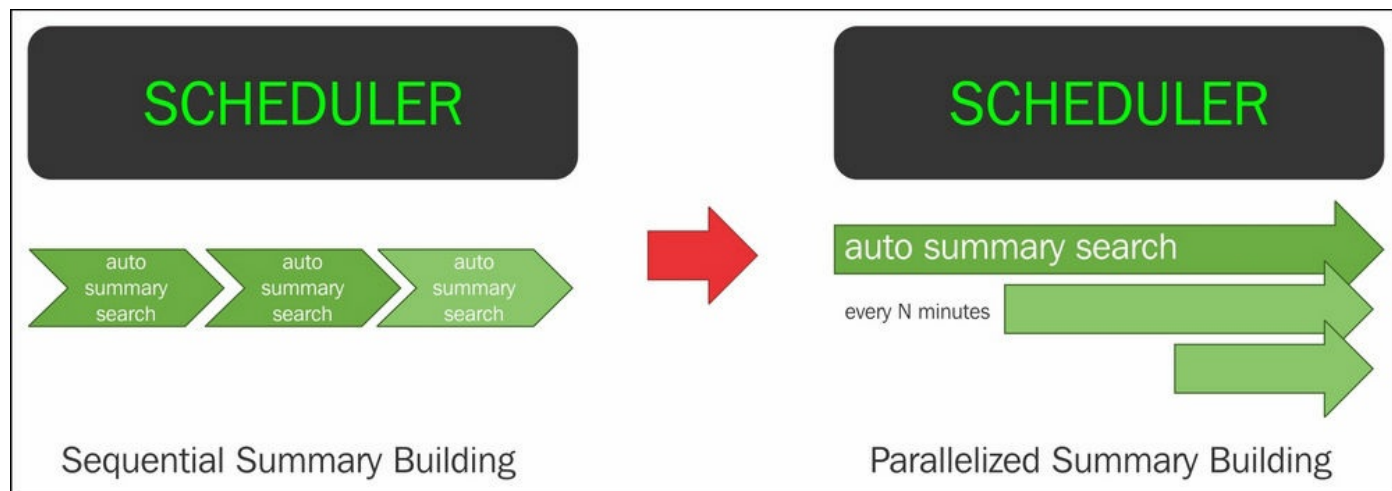 SCHEDULER
auto
summary
search
auto
summary
search
auto
summary
search
Sequential Summary Building
SCHEDULER
auto summary search
every N minutes
Parallelized Summary Building